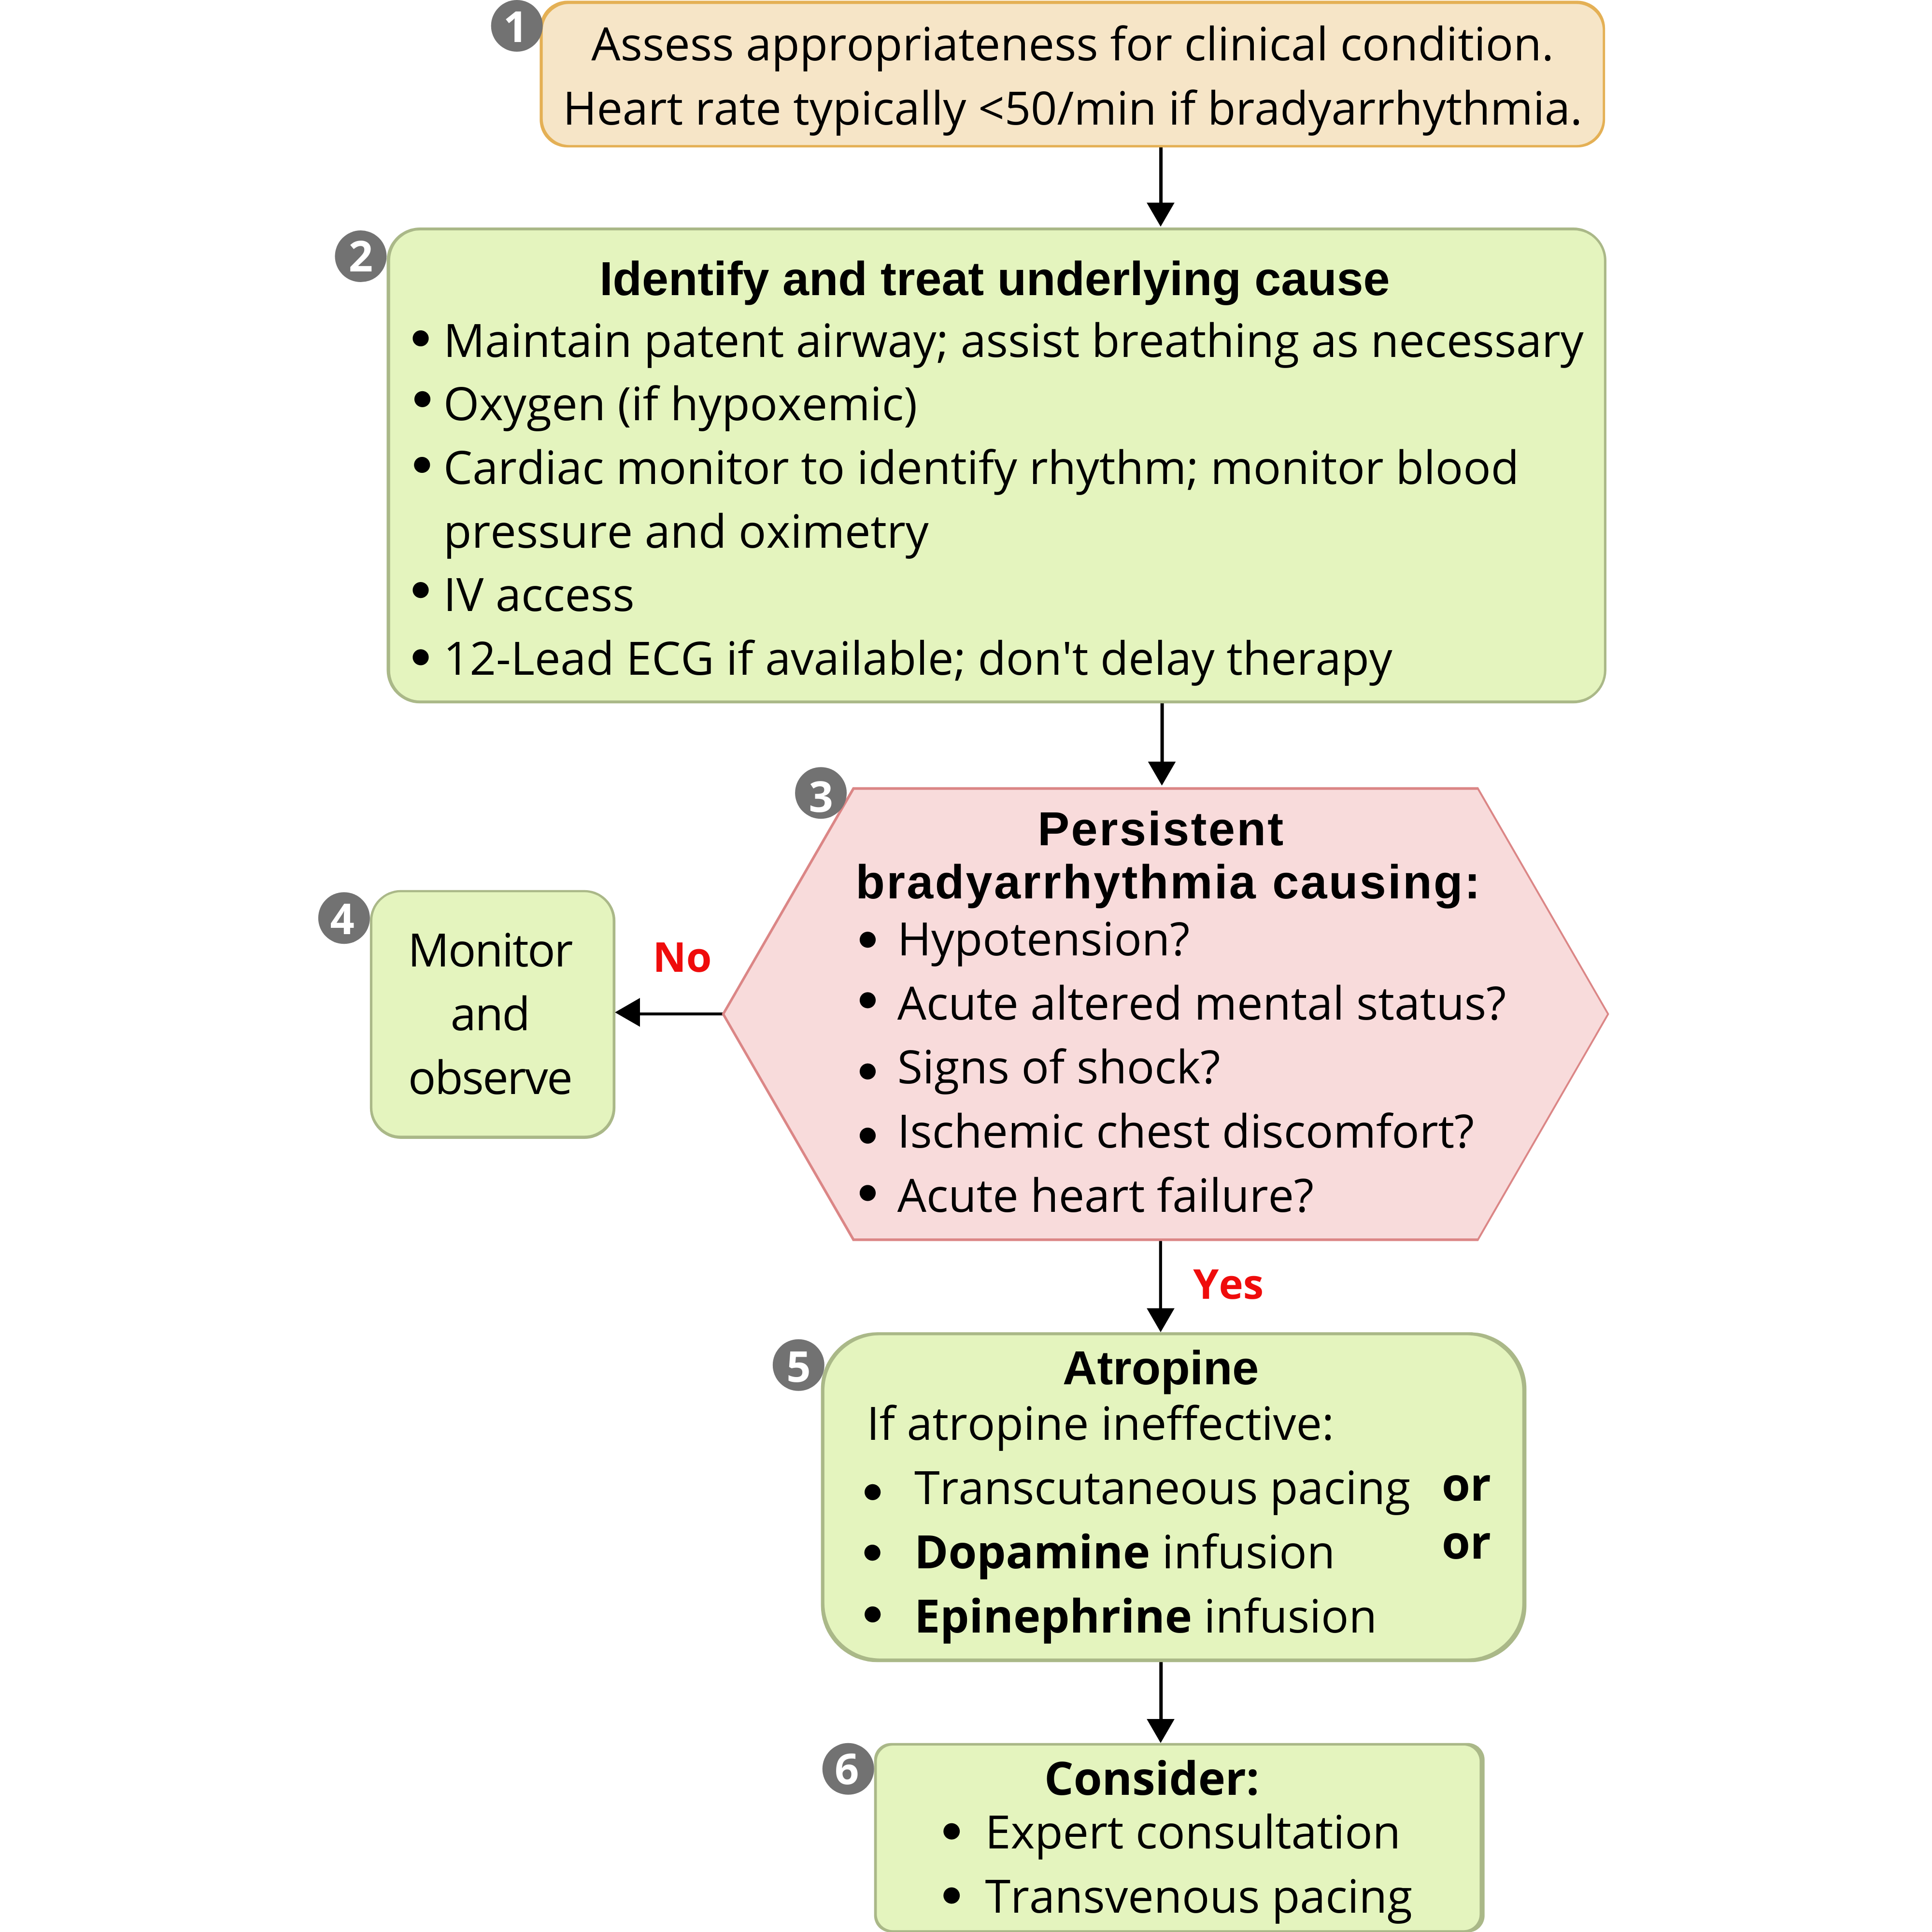 1
Assess appropriateness for clinical condition.
Heart rate typically <50/min if bradyarrhythmia.
2
Identify and treat underlying cause
• Maintain patent airway; assist breathing as necessary
• Oxygen (if hypoxemic)
• Cardiac monitor to identify rhythm; monitor blood
pressure and oximetry
• IV access
• 12-Lead ECG if available; don't delay therapy
3
Persistent
bradyarrhythmia causing:
• Hypotension?
• Acute altered mental status?
• Signs of shock?
• Ischemic chest discomfort?
• Acute heart failure?
No
4
Monitor
and
observe
Yes
5
Atropine
If atropine ineffective:
• Transcutaneous pacing or
• Dopamine infusion or
• Epinephrine infusion
6
Consider:
• Expert consultation
• Transvenous pacing